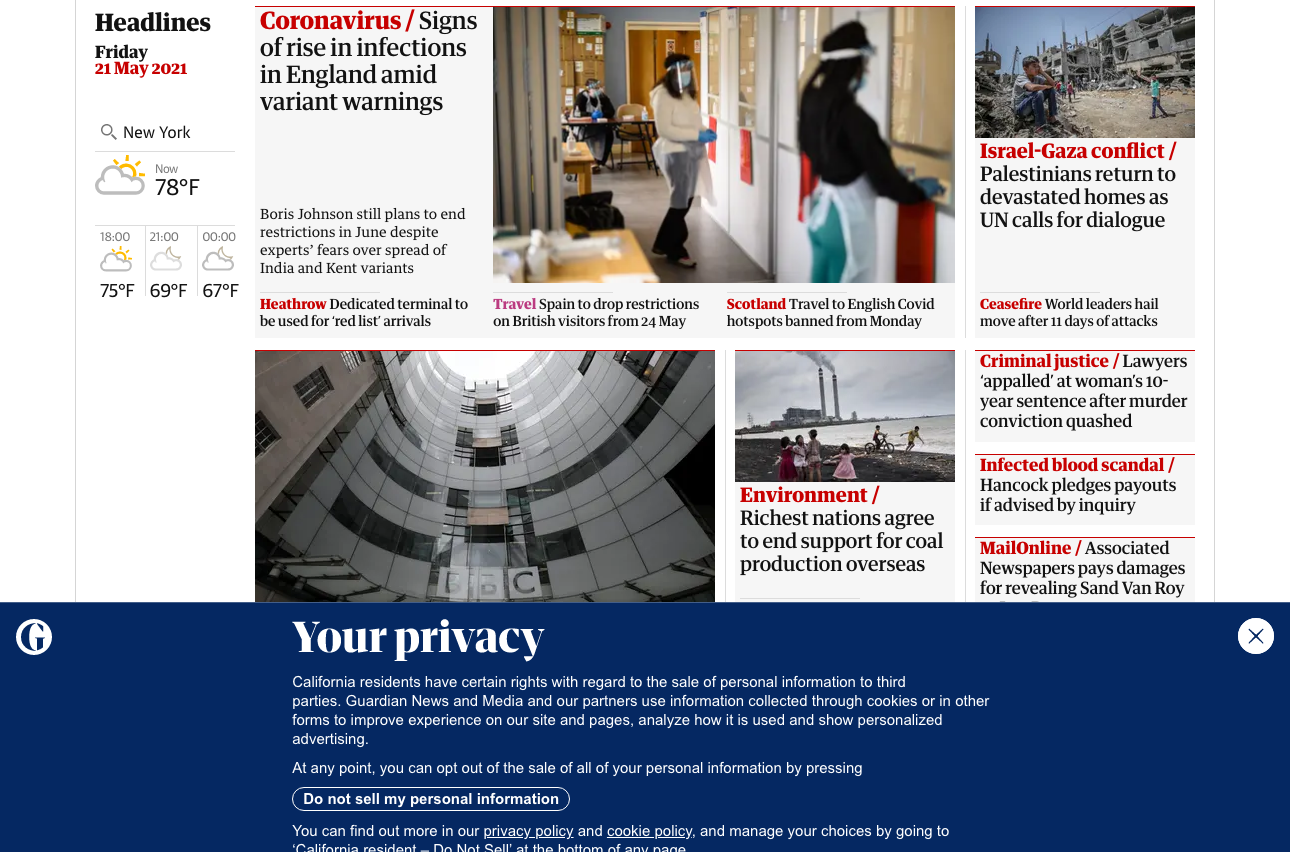 Headlines
Friday
21 May 2021
New York
Now
78°F
18:00
21:00
00:00
75°F
69°F
67°F
Coronavirus / Signs
of rise in infections
in England amid
variant warnings
Boris Johnson still plans to end
restrictions in June despite
experts’ fears over spread of
India and Kent variants
Heathrow Dedicated terminal to
be used for ‘red list’ arrivals
Travel Spain to drop restrictions
on British visitors from 24 May
Scotland Travel to English Covid
hotspots banned from Monday
Israel-Gaza conflict /
Palestinians return to
devastated homes as
UN calls for dialogue
Ceasefire World leaders hail
move after 11 days of attacks
BBC
Environment /
Richest nations agree
to end support for coal
production overseas
Criminal justice / Lawyers
‘appalled’ at woman’s 10-
year sentence after murder
conviction quashed
Infected blood scandal /
Hancock pledges payouts
if advised by inquiry
MailOnline / Associated
Newspapers pays damages
for revealing Sand Van Roy
G
Your privacy
California residents have certain rights with regard to the sale of personal information to third
parties. Guardian News and Media and our partners use information collected through cookies or in other
forms to improve experience on our site and pages, analyze how it is used and show personalized
advertising.
At any point, you can opt out of the sale of all of your personal information by pressing
Do not sell my personal information
You can find out more in our privacy policy and cookie policy, and manage your choices by going to
‘California resident – Do Not Sell’ at the bottom of any page